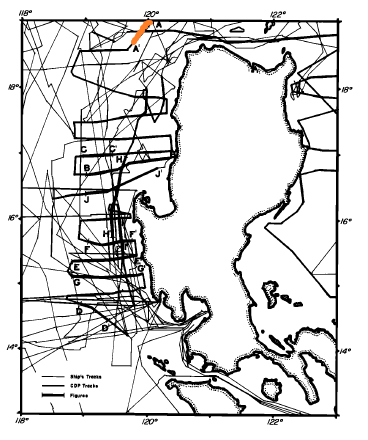 118° 120° 122°
A
A
18° 18°
C C'
B H
J'
J
16° 16°
H'
F F'
E
G G'
D
D'
14° 14°
Ship's Tracks
CDP Tracks
Figures
118° 120° 122°